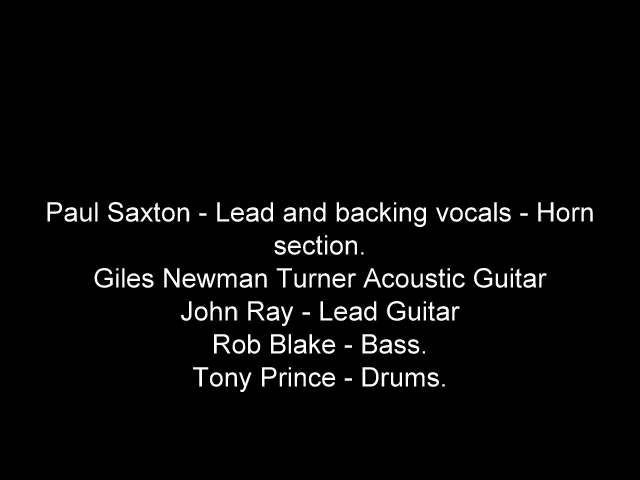 Paul Saxton - Lead and backing vocals - Horn
section.
Giles Newman Turner Acoustic Guitar
John Ray - Lead Guitar
Rob Blake - Bass.
Tony Prince - Drums.